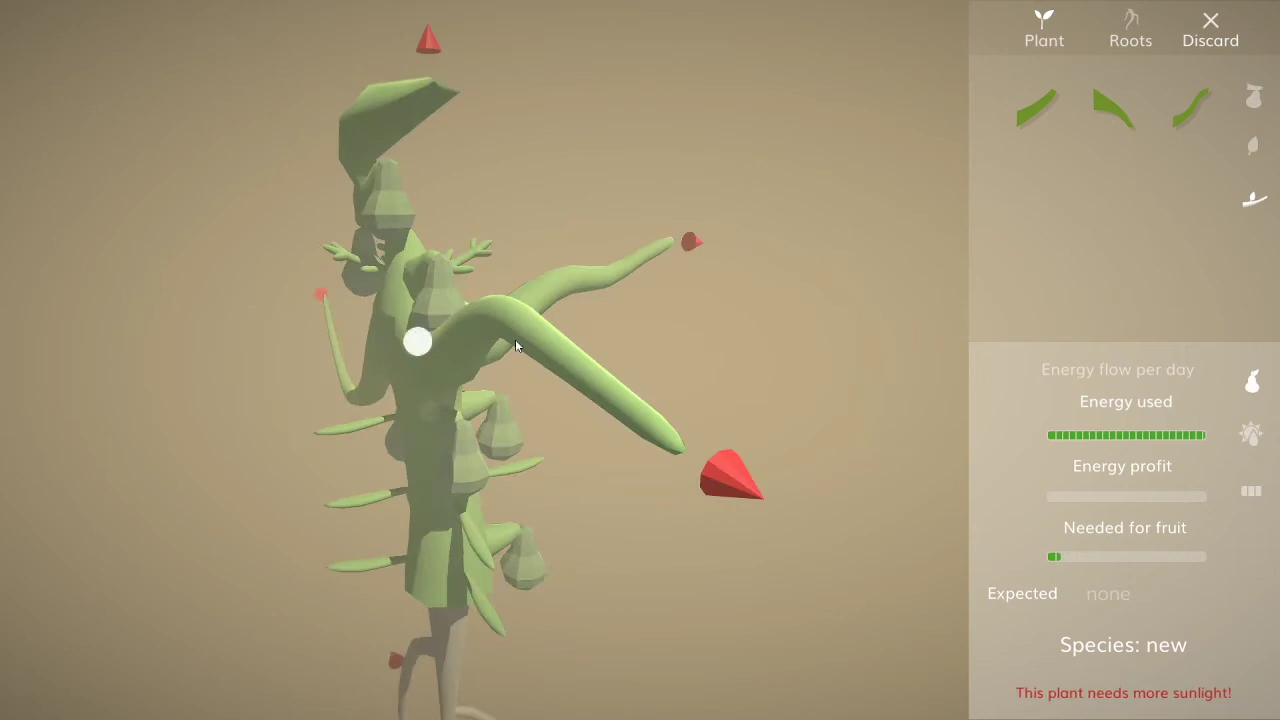 Plant Roots Discard
Energy flow per day
Energy used
Energy profit
Needed for fruit
Expected none
Species: new
This plant needs more sunlight!